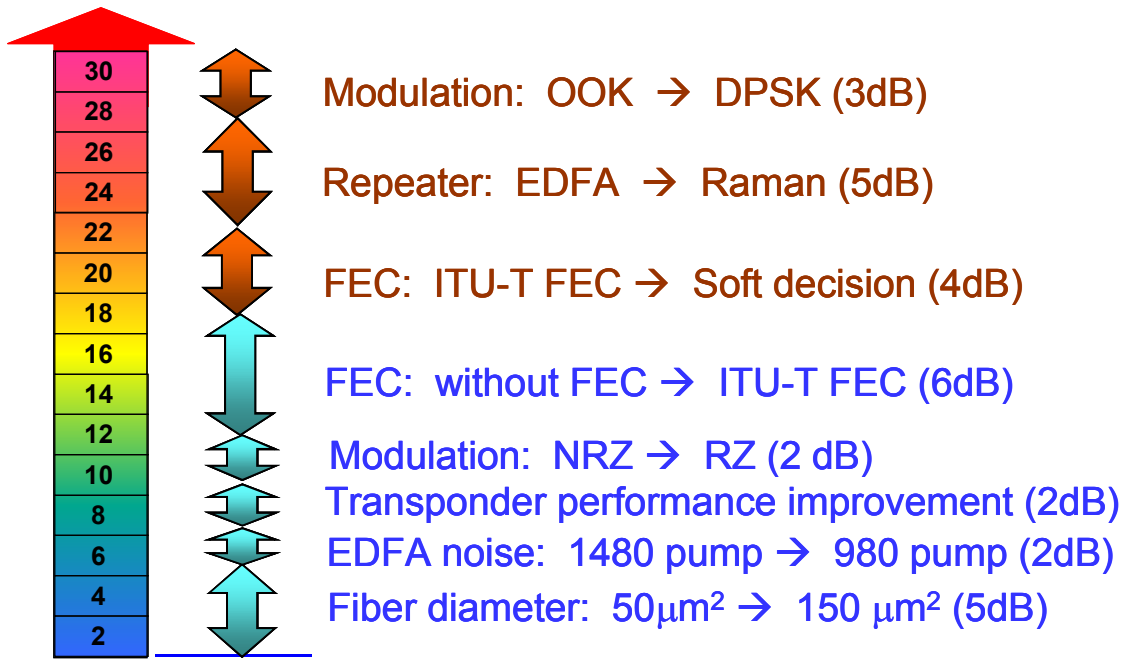 30
28
26
24
22
20
18
16
14
12
10
8
6
4
2
Modulation: OOK → DPSK (3dB)
Repeater: EDFA → Raman (5dB)
FEC: ITU-T FEC → Soft decision (4dB)
FEC: without FEC → ITU-T FEC (6dB)
Modulation: NRZ → RZ (2 dB)
Transponder performance improvement (2dB)
EDFA noise: 1480 pump → 980 pump (2dB)
Fiber diameter: 50μm² → 150 μm² (5dB)